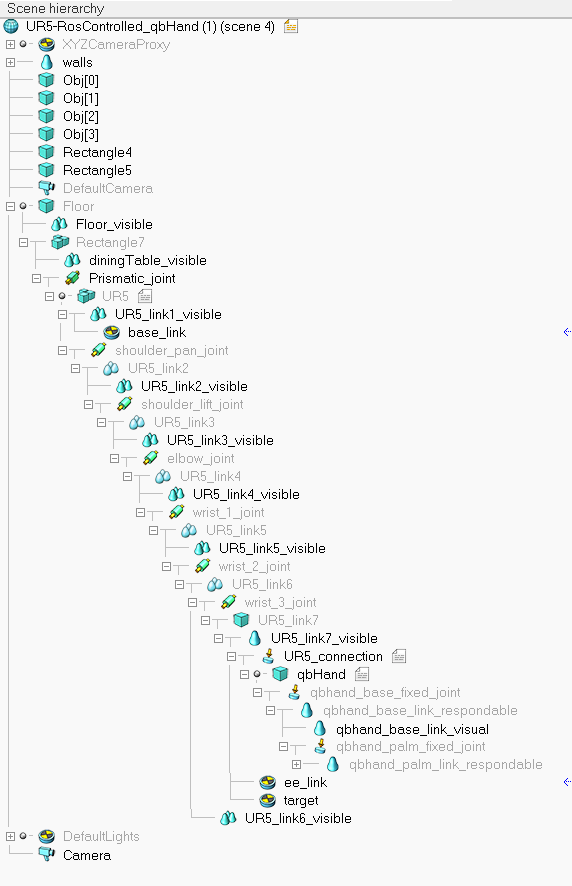 Scene hierarchy
UR5-RosControlled_qbHand (1) (scene 4)
XYZCameraProxy
walls
Obj[0]
Obj[1]
Obj[2]
Obj[3]
Rectangle4
Rectangle5
DefaultCamera
Floor
Floor_visible
Rectangle7
diningTable_visible
Prismatic_joint
UR5
UR5_link1_visible
base_link
shoulder_pan_joint
UR5_link2
UR5_link2_visible
shoulder_lift_joint
UR5_link3
UR5_link3_visible
elbow_joint
UR5_link4
UR5_link4_visible
wrist_1_joint
UR5_link5
UR5_link5_visible
wrist_2_joint
UR5_link6
wrist_3_joint
UR5_link7
UR5_link7_visible
UR5_connection
qbHand
qbhand_base_fixed_joint
qbhand_base_link_respondable
qbhand_base_link_visual
qbhand_palm_fixed_joint
qbhand_palm_link_respondable
ee_link
target
UR5_link6_visible
DefaultLights
Camera